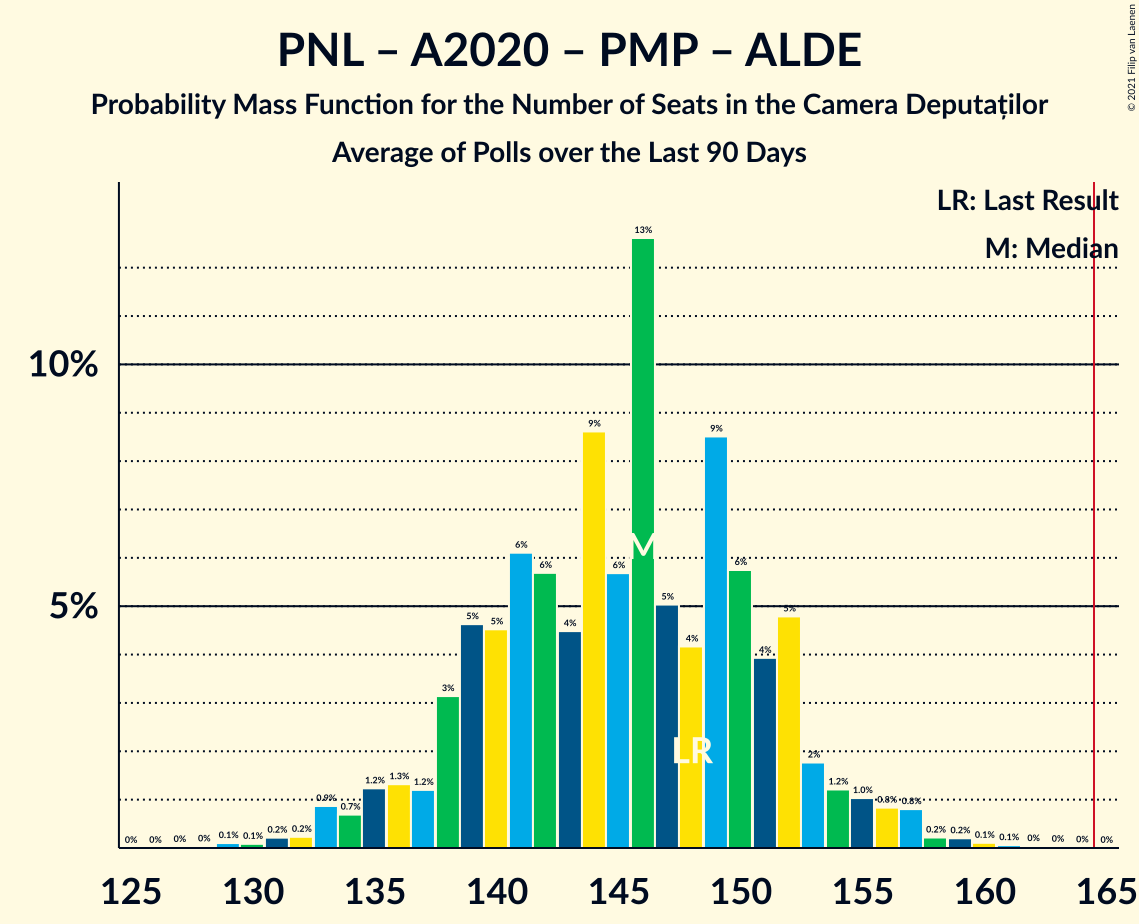 PNL – A2020 – PMP – ALDE
Probability Mass Function for the Number of Seats in the Camera Deputaților
Average of Polls over the Last 90 Days
© 2021 Filip van Laenen
LR: Last Result
M: Median
10%
5%
0% 0% 0% 0% 0.1% 0.1% 0.2% 0.2% 0.9% 0.7% 1.2% 1.3% 1.2% 3% 5% 5% 6% 6% 4% 9% 6% 13% 5% 4% 9% 6% 4% 5% 2% 1.2% 1.0% 0.8% 0.8% 0.2% 0.2% 0.1% 0.1% 0% 0% 0% 0%
M
LR
125 130 135 140 145 150 155 160 165